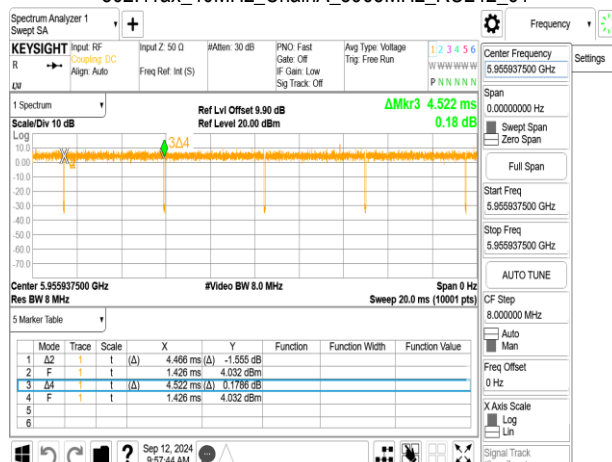 Spectrum Analyzer 1
Swept SA
Frequency
KEYSIGHT
R
Input: RF
Coupling: DC
Align: Auto
Input Z: 50 Ω
Freq Ref: Int (S)
#Atten: 30 dB
PNO: Fast
Gate: Off
IF Gain: Low
Sig Track: Off
Avg Type: Voltage
Trig: Free Run
1 2 3 4 5 6
W W W W W W
P N N N N N
Center Frequency
5.955937500 GHz
Settings
Span
0.00000000 Hz
Swept Span
Zero Span
Full Span
Start Freq
5.955937500 GHz
Stop Freq
5.955937500 GHz
AUTO TUNE
CF Step
8.000000 MHz
Auto
Man
Freq Offset
0 Hz
X Axis Scale
Log
Lin
Signal Track
1 Spectrum
Scale/Div 10 dB
Ref Lvl Offset 9.90 dB
Ref Level 20.00 dBm
ΔMkr3 4.522 ms
0.18 dB
Log
10.0
0.00
-10.0
-20.0
-30.0
-40.0
-50.0
-60.0
-70.0
3Δ4
Center 5.955937500 GHz
Res BW 8 MHz
#Video BW 8.0 MHz
Span 0 Hz
Sweep 20.0 ms (10001 pts)
5 Marker Table
Mode Trace Scale X Y Function Function Width Function Value
1 Δ2 1 t (Δ) 4.466 ms (Δ) -1.555 dB
2 F 1 t 1.426 ms 4.032 dBm
3 Δ4 1 t (Δ) 4.522 ms (Δ) 0.1786 dB
4 F 1 t 1.426 ms 4.032 dBm
5
6
Sep 12, 2024
9:57:44 AM